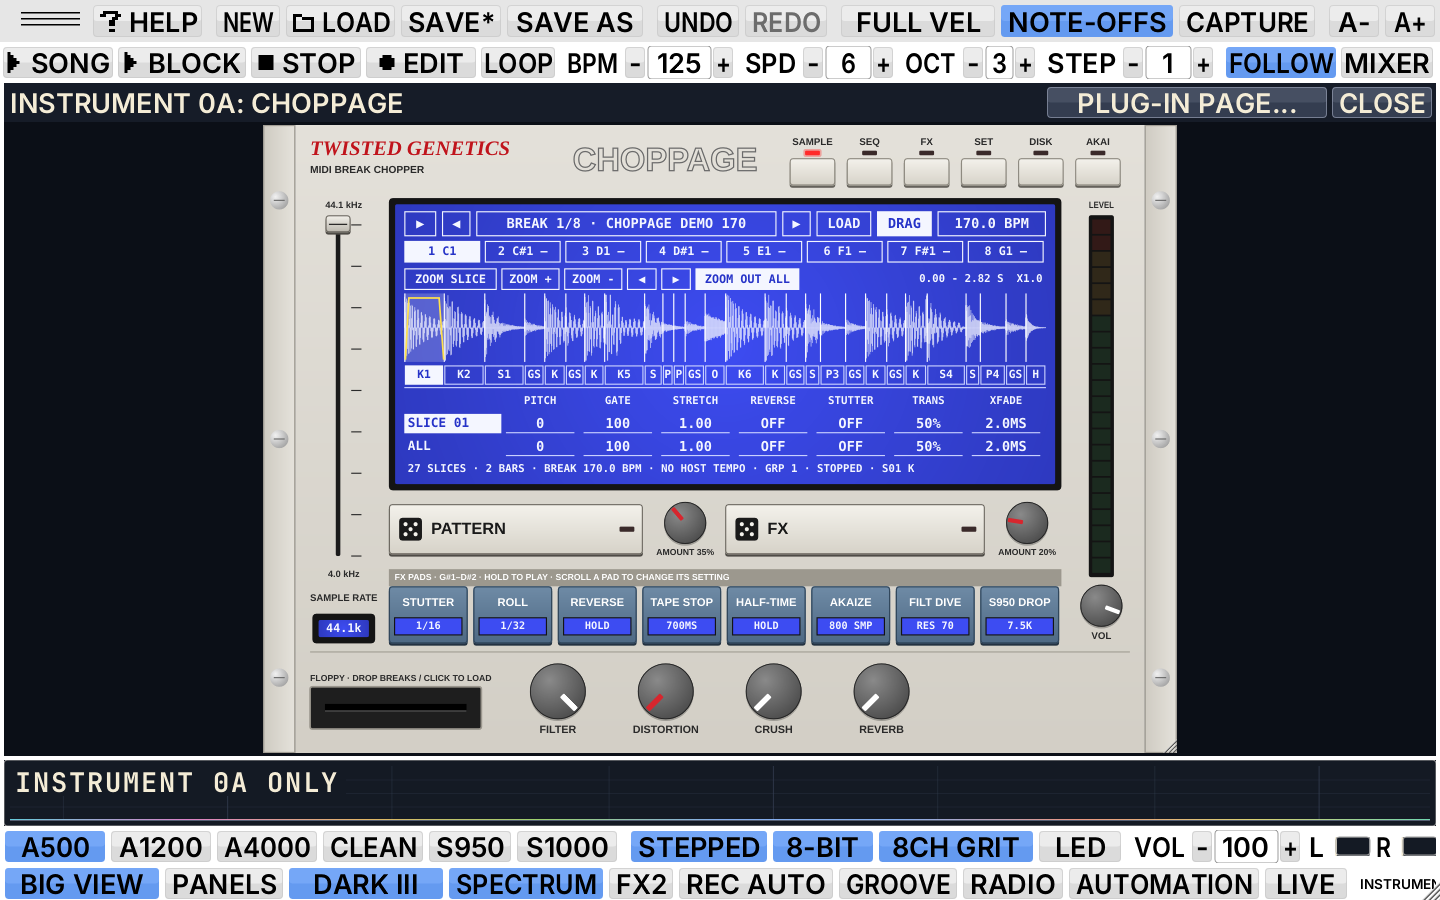 HELP NEW LOAD SAVE* SAVE AS UNDO REDO FULL VEL NOTE-OFFS CAPTURE A- A+
SONG BLOCK STOP EDIT LOOP BPM - 125 + SPD - 6 + OCT - 3 + STEP - 1 + FOLLOW MIXER
INSTRUMENT 0A: CHOPPAGE PLUG-IN PAGE... CLOSE
TWISTED GENETICS
MIDI BREAK CHOPPER
CHOPPAGE
SAMPLE SEQ FX SET DISK AKAI
44.1 kHz
LEVEL
BREAK 1/8 · CHOPPAGE DEMO 170 LOAD DRAG 170.0 BPM
1 C1 2 C#1 – 3 D1 – 4 D#1 – 5 E1 – 6 F1 – 7 F#1 – 8 G1 –
ZOOM SLICE ZOOM + ZOOM - ZOOM OUT ALL 0.00 - 2.82 S X1.0
K1 K2 S1 GS K GS K K5 S P P GS O K6 K GS S P3 GS K GS K S4 S P4 GS H
PITCH GATE STRETCH REVERSE STUTTER TRANS XFADE
SLICE 01 0 100 1.00 OFF OFF 50% 2.0MS
ALL 0 100 1.00 OFF OFF 50% 2.0MS
27 SLICES · 2 BARS · BREAK 170.0 BPM · NO HOST TEMPO · GRP 1 · STOPPED · S01 K
PATTERN
AMOUNT 35%
FX
AMOUNT 20%
4.0 kHz
FX PADS · G#1–D#2 · HOLD TO PLAY · SCROLL A PAD TO CHANGE ITS SETTING
SAMPLE RATE
44.1k
STUTTER ROLL REVERSE TAPE STOP HALF-TIME AKAIZE FILT DIVE S950 DROP
1/16 1/32 HOLD 700MS HOLD 800 SMP RES 70 7.5K
VOL
FLOPPY · DROP BREAKS / CLICK TO LOAD
FILTER DISTORTION CRUSH REVERB
INSTRUMENT 0A ONLY
A500 A1200 A4000 CLEAN S950 S1000 STEPPED 8-BIT 8CH GRIT LED VOL - 100 + L R
BIG VIEW PANELS DARK III SPECTRUM FX2 REC AUTO GROOVE RADIO AUTOMATION LIVE